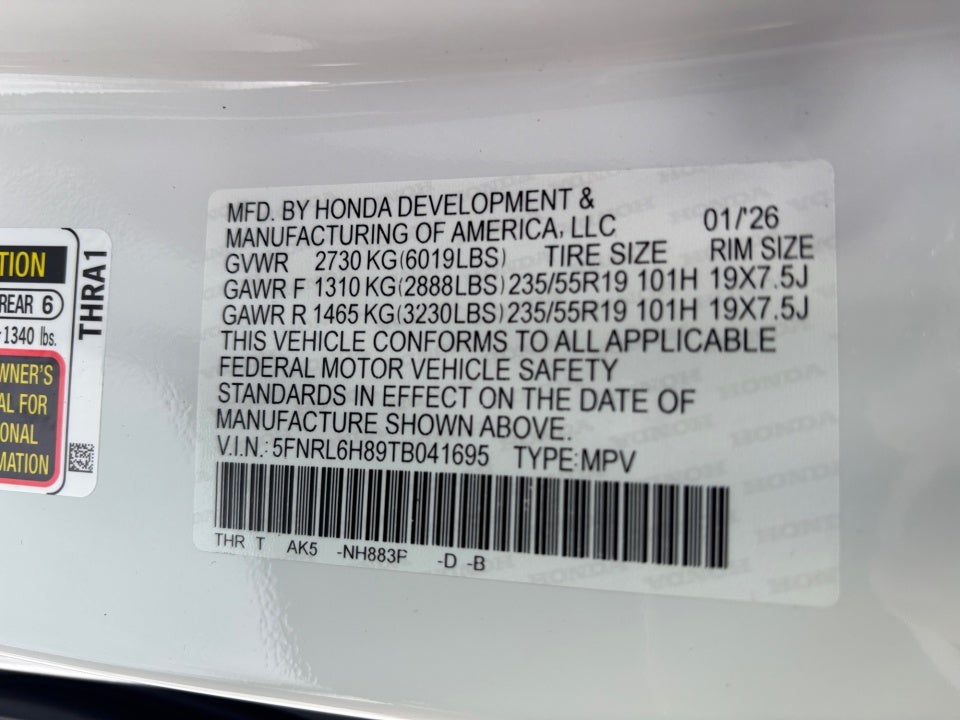 TION
REAR 6
1340 lbs.
WNER'S
AL FOR
ONAL
MATION
THRA1
MFD. BY HONDA DEVELOPMENT &
MANUFACTURING OF AMERICA, LLC 01/'26
GVWR 2730 KG(6019LBS) TIRE SIZE RIM SIZE
GAWR F 1310 KG(2888LBS) 235/55R19 101H 19X7.5J
GAWR R 1465 KG(3230LBS) 235/55R19 101H 19X7.5J
THIS VEHICLE CONFORMS TO ALL APPLICABLE
FEDERAL MOTOR VEHICLE SAFETY
STANDARDS IN EFFECT ON THE DATE OF
MANUFACTURE SHOWN ABOVE.
V.I.N.: 5FNRL6H89TB041695 TYPE:MPV
THR T AK5 -NH883P -D -B